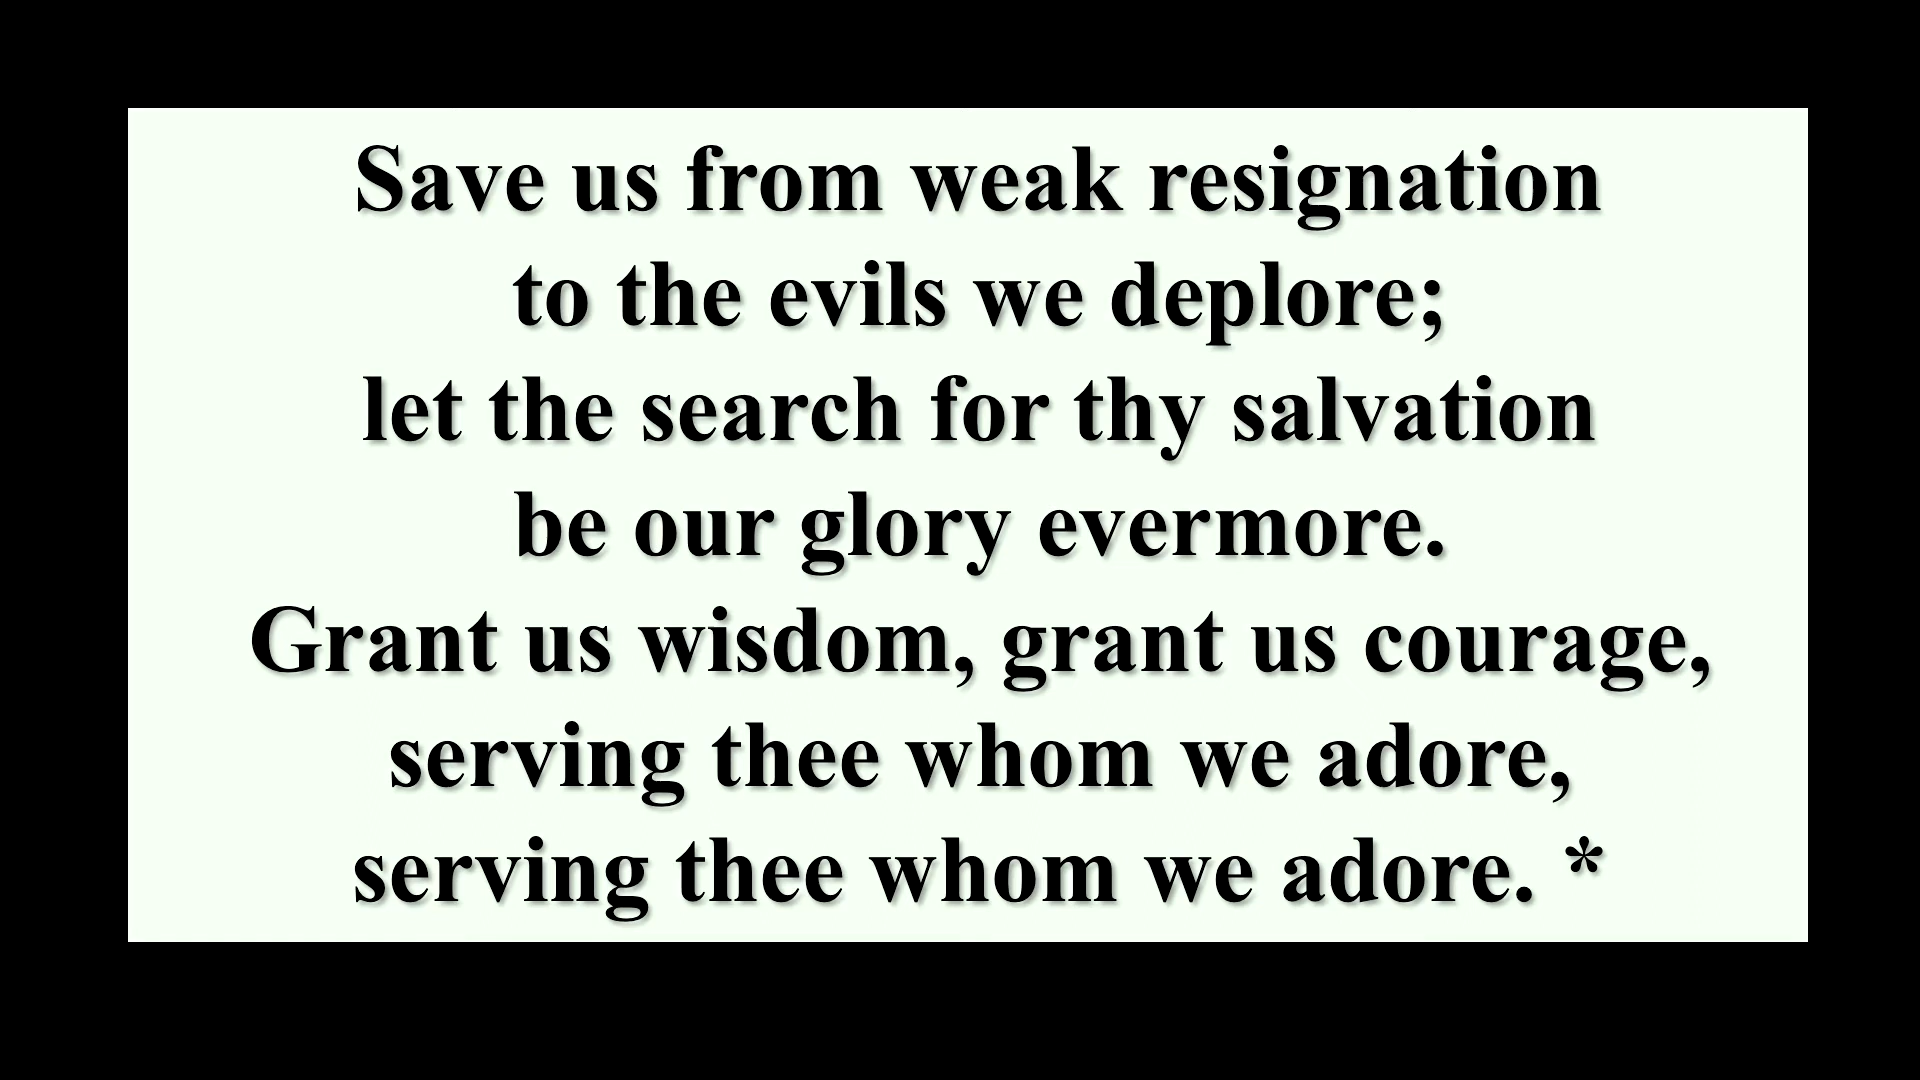 Save us from weak resignation
to the evils we deplore;
let the search for thy salvation
be our glory evermore.
Grant us wisdom, grant us courage,
serving thee whom we adore,
serving thee whom we adore. *